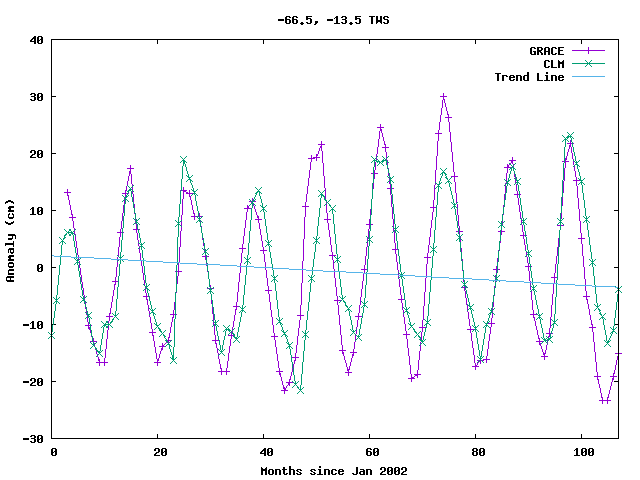 -66.5, -13.5 TWS
GRACE
CLM
Trend Line
40
30
20
10
0
-10
-20
-30
Anomaly (cm)
0 20 40 60 80 100
Months since Jan 2002